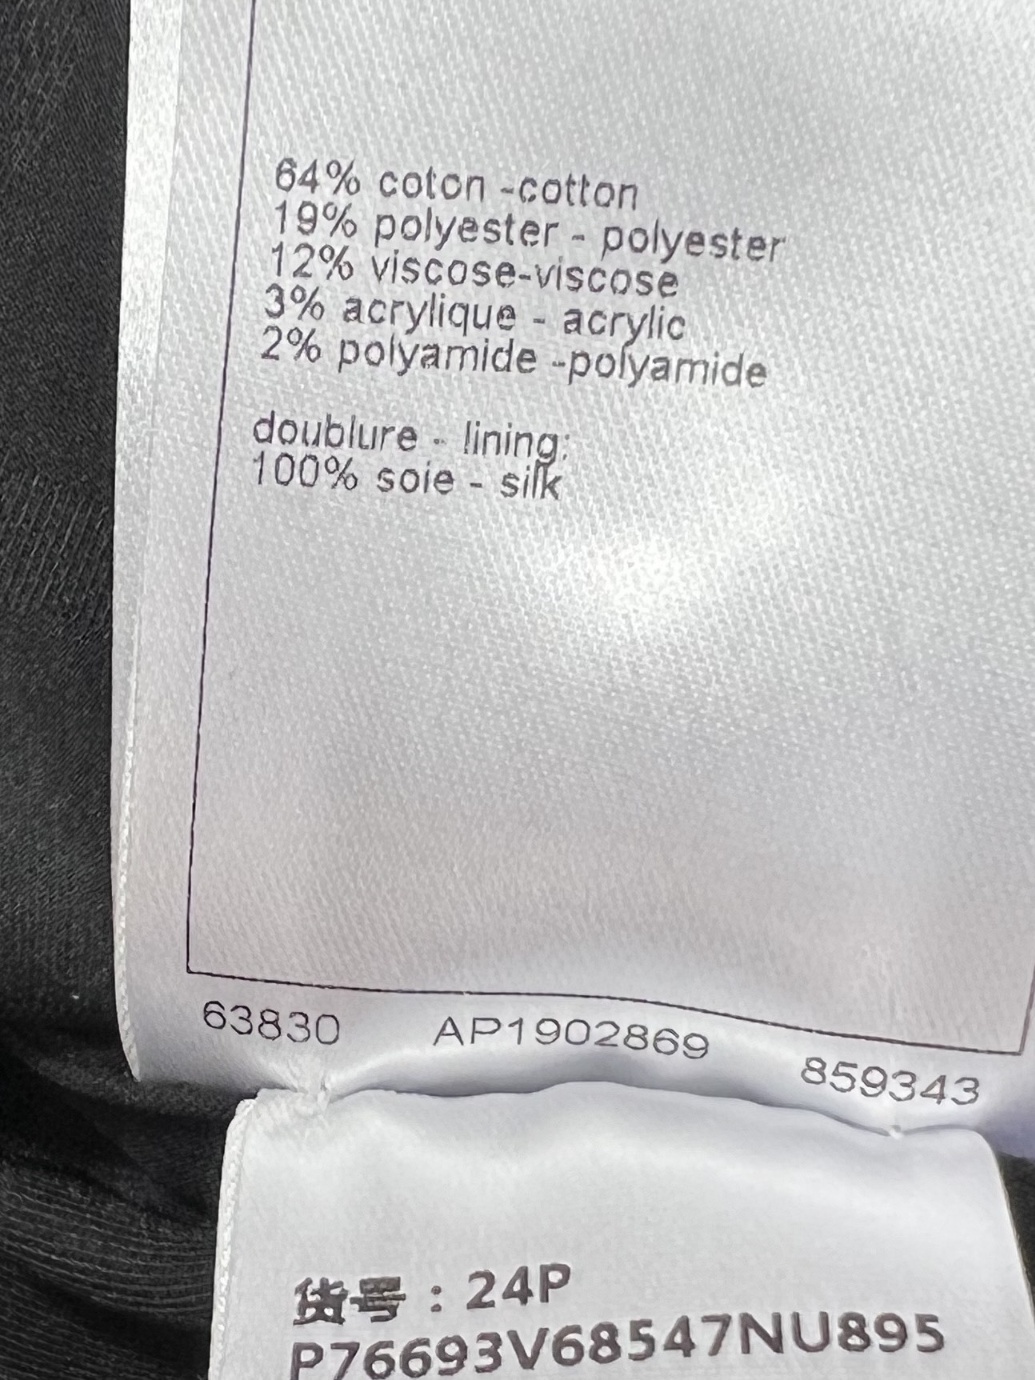 64% coton -cotton
19% polyester - polyester
12% viscose-viscose
3% acrylique - acrylic
2% polyamide -polyamide
doublure - lining:
100% soie - silk
63830 AP1902869 859343
货号：24P
P76693V68547NU895